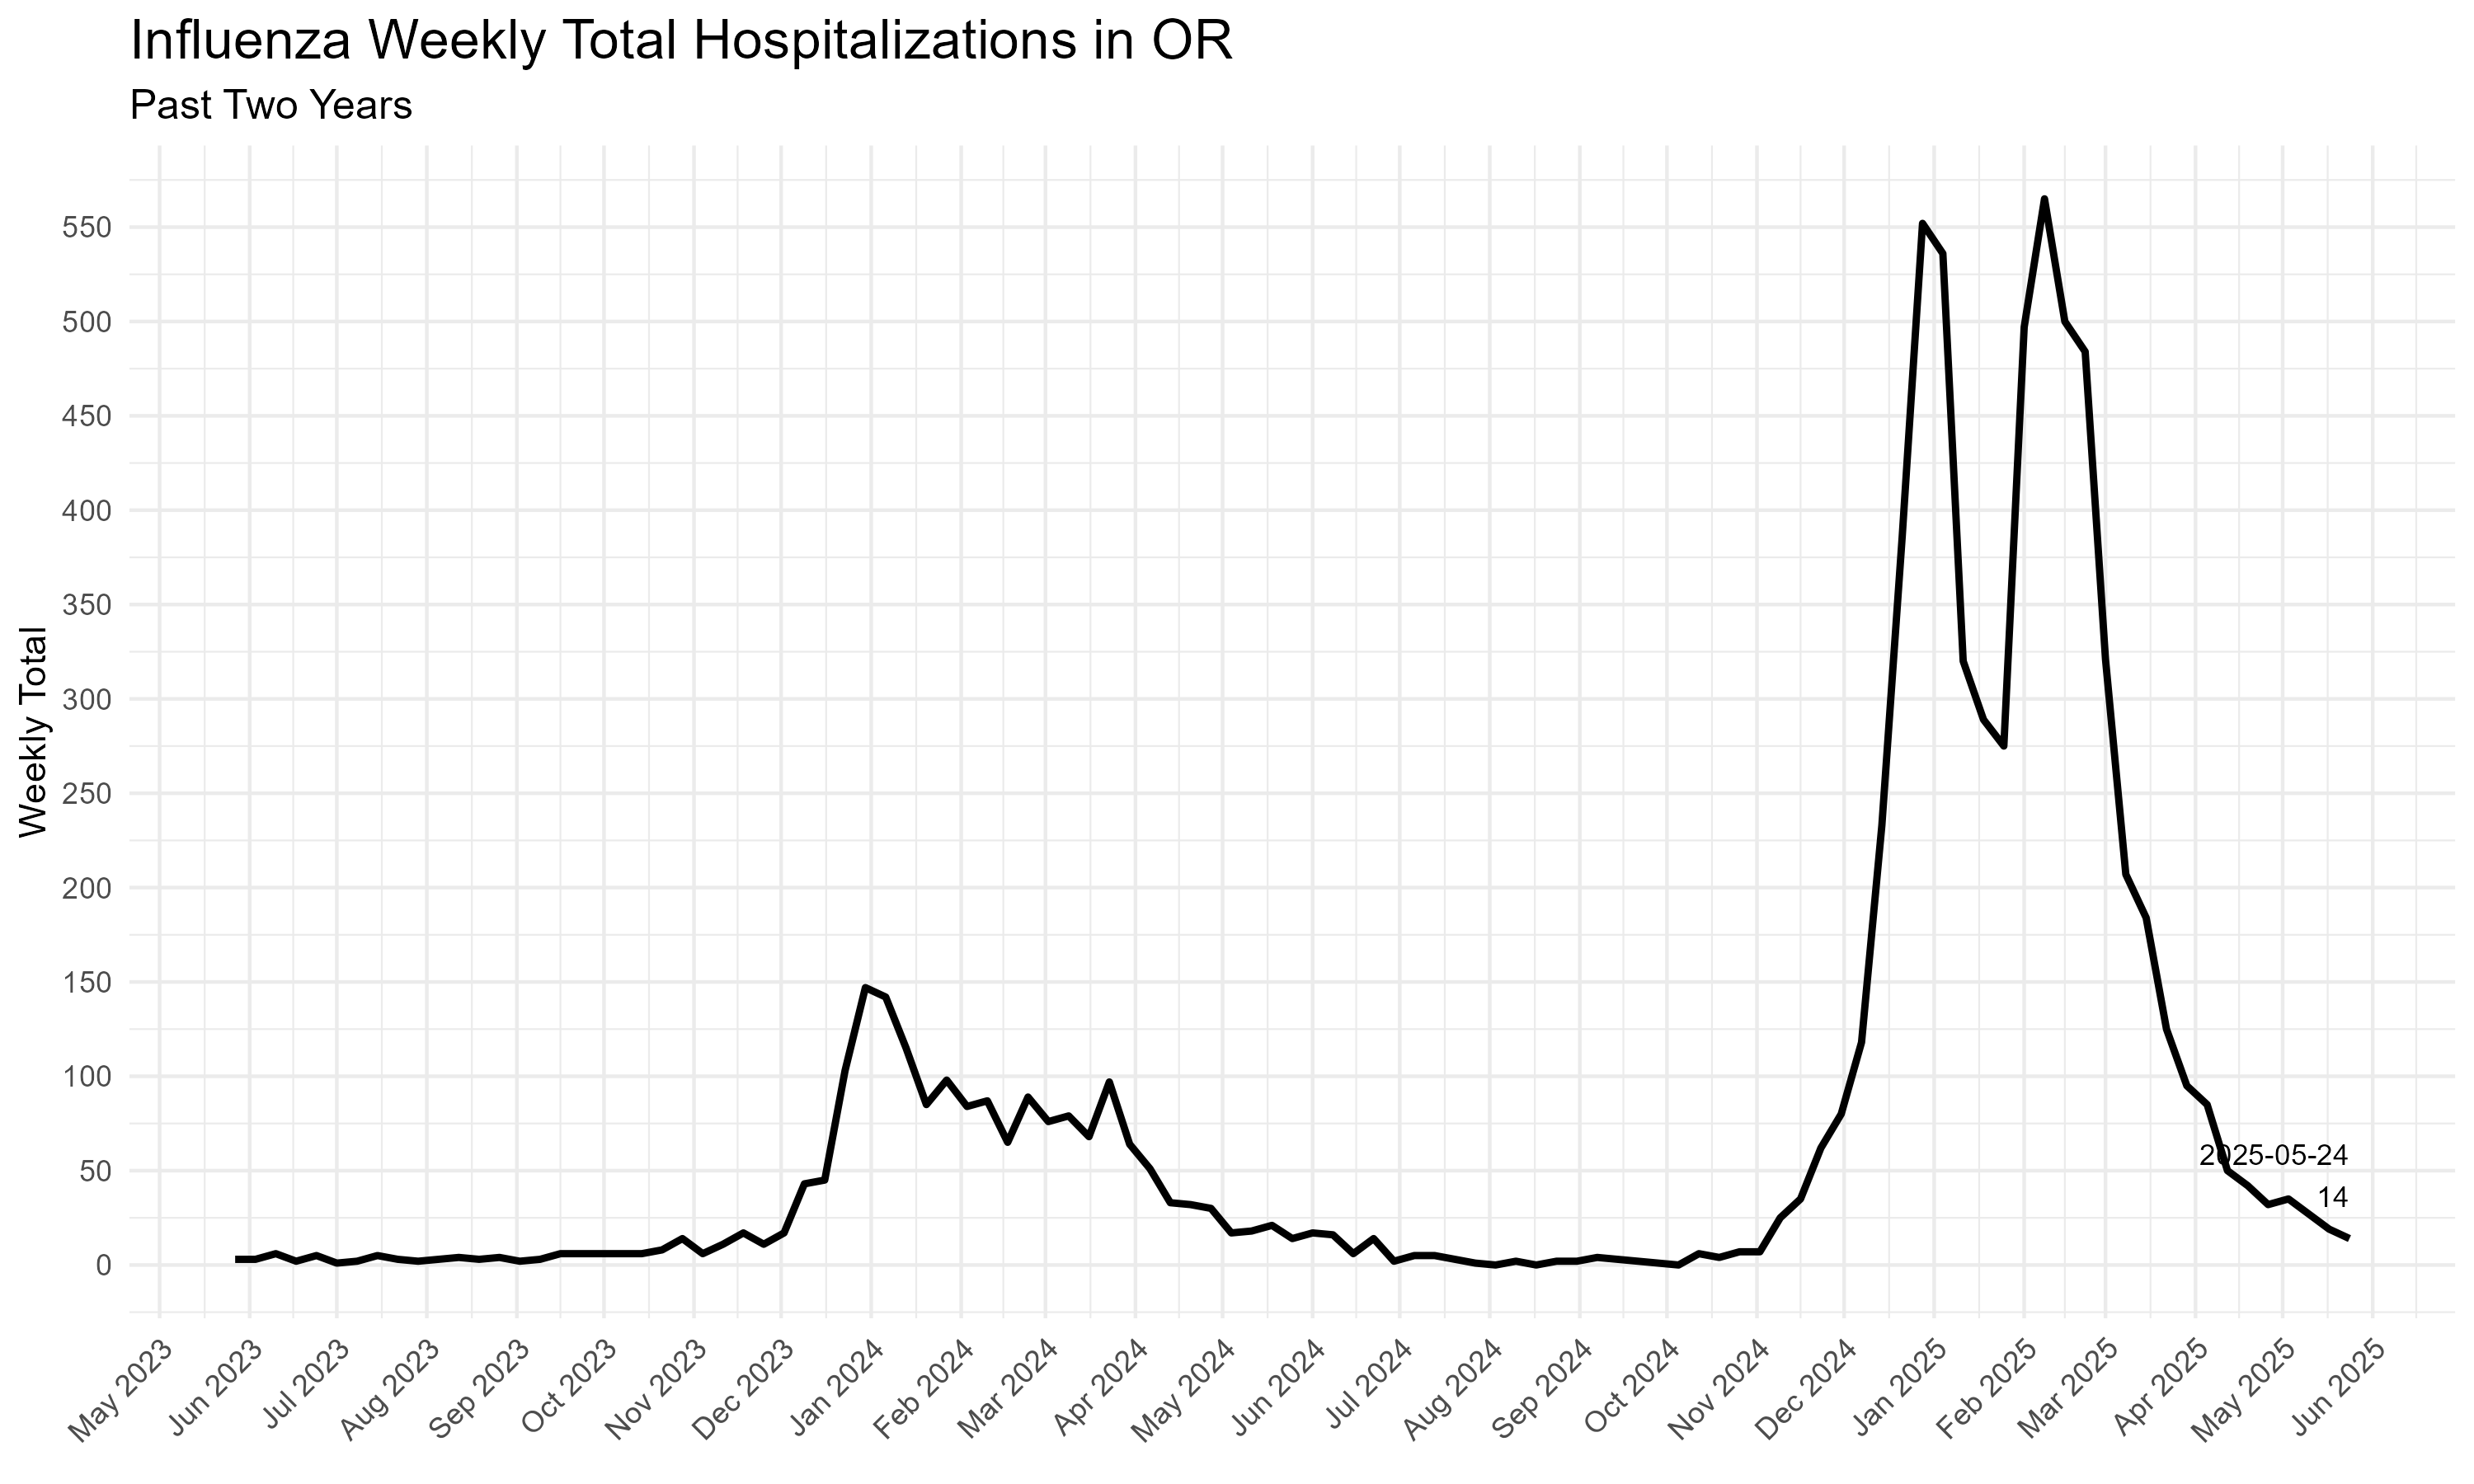 Influenza Weekly Total Hospitalizations in OR
Past Two Years
Weekly Total
550
500
450
400
350
300
250
200
150
100
50
0
2025-05-24
14
May 2023
Jun 2023
Jul 2023
Aug 2023
Sep 2023
Oct 2023
Nov 2023
Dec 2023
Jan 2024
Feb 2024
Mar 2024
Apr 2024
May 2024
Jun 2024
Jul 2024
Aug 2024
Sep 2024
Oct 2024
Nov 2024
Dec 2024
Jan 2025
Feb 2025
Mar 2025
Apr 2025
May 2025
Jun 2025